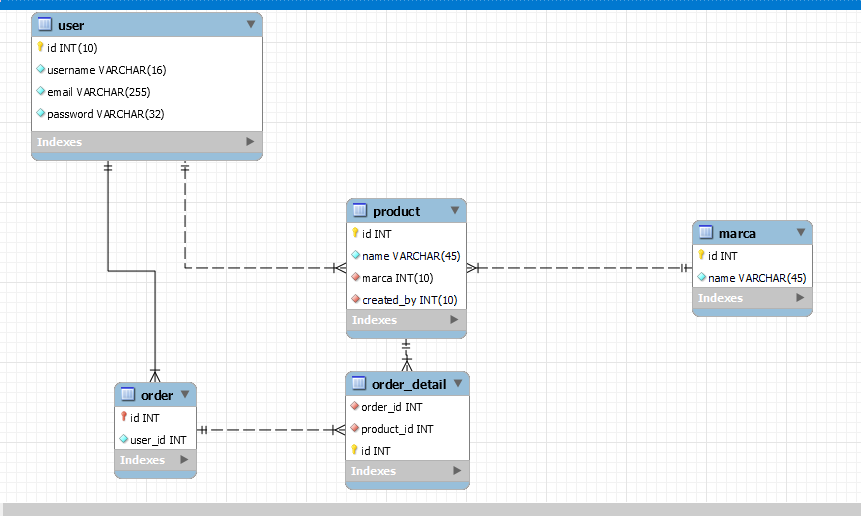 user
id INT(10)
username VARCHAR(16)
email VARCHAR(255)
password VARCHAR(32)
Indexes
product
id INT
name VARCHAR(45)
marca INT(10)
created_by INT(10)
Indexes
marca
id INT
name VARCHAR(45)
Indexes
order
id INT
user_id INT
Indexes
order_detail
order_id INT
product_id INT
id INT
Indexes